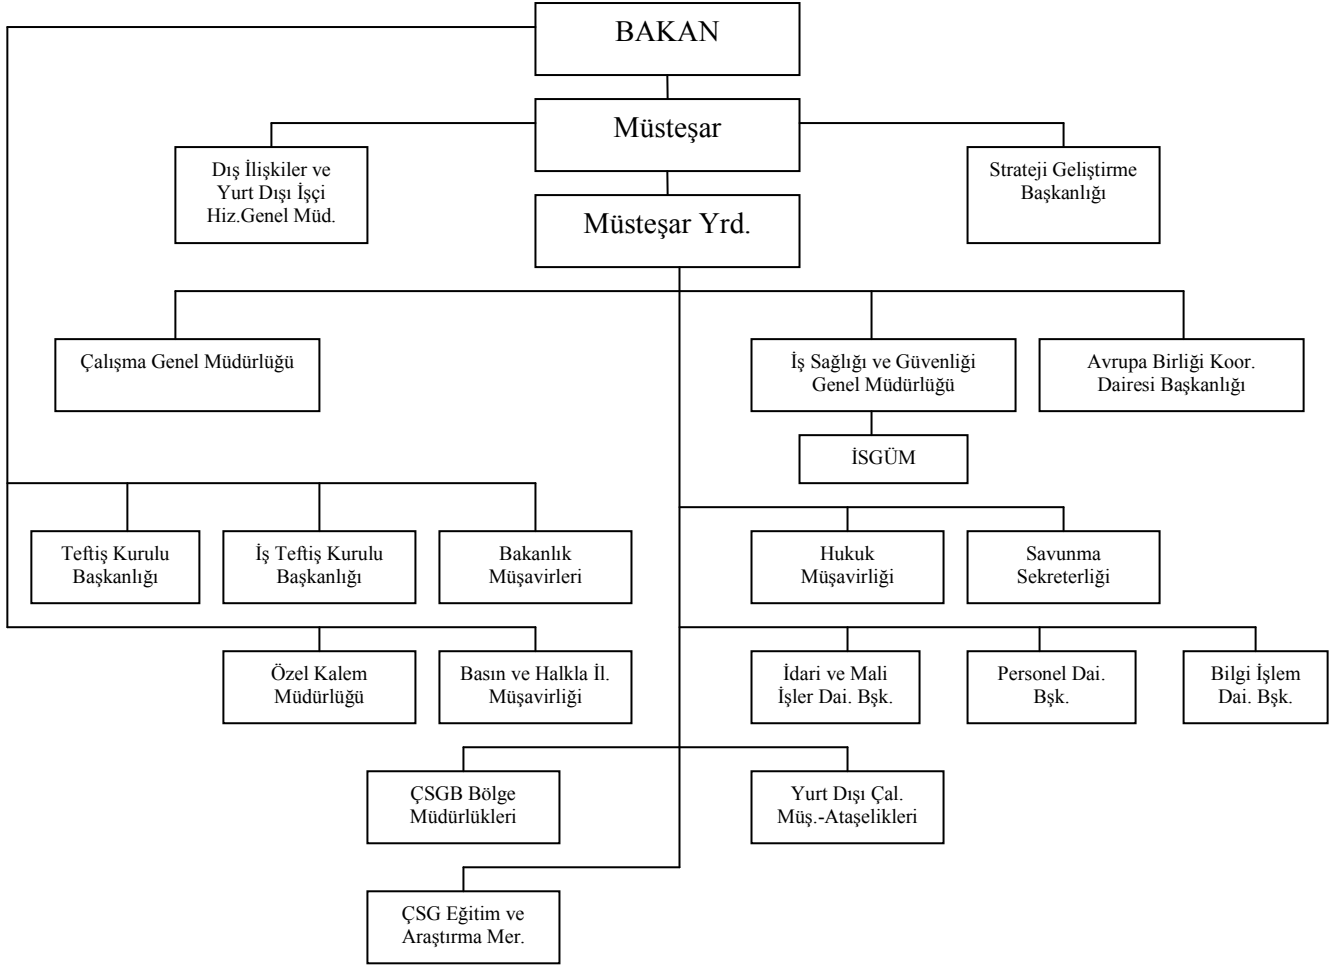 BAKAN
Müsteşar
Dış İlişkiler ve
Yurt Dışı İşçi
Hiz.Genel Müd.
Strateji Geliştirme
Başkanlığı
Müsteşar Yrd.
Çalışma Genel Müdürlüğü
İş Sağlığı ve Güvenliği
Genel Müdürlüğü
Avrupa Birliği Koor.
Dairesi Başkanlığı
İSGÜM
Teftiş Kurulu
Başkanlığı
İş Teftiş Kurulu
Başkanlığı
Bakanlık
Müşavirleri
Hukuk
Müşavirliği
Savunma
Sekreterliği
Özel Kalem
Müdürlüğü
Basın ve Halkla İl.
Müşavirliği
İdari ve Mali
İşler Dai. Bşk.
Personel Dai.
Bşk.
Bilgi İşlem
Dai. Bşk.
ÇSGB Bölge
Müdürlükleri
Yurt Dışı Çal.
Müş.-Ataşelikleri
ÇSG Eğitim ve
Araştırma Mer.